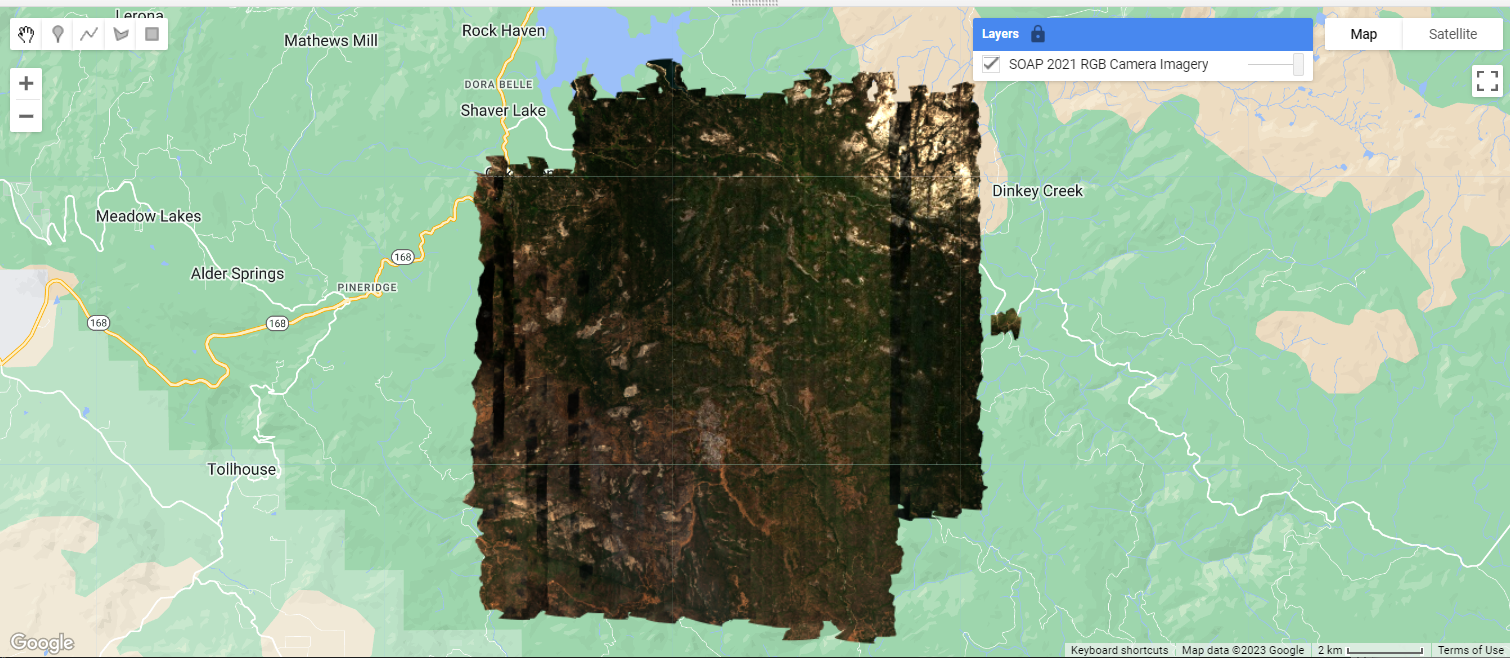 Lerona
Mathews Mill
Rock Haven
Layers
Map
Satellite
SOAP 2021 RGB Camera Imagery
DORA BELLE
Shaver Lake
Dinkey Creek
Meadow Lakes
168
Alder Springs
PINERIDGE
168
168
Tollhouse
Google
Keyboard shortcuts
Map data ©2023 Google
2 km
Terms of Use